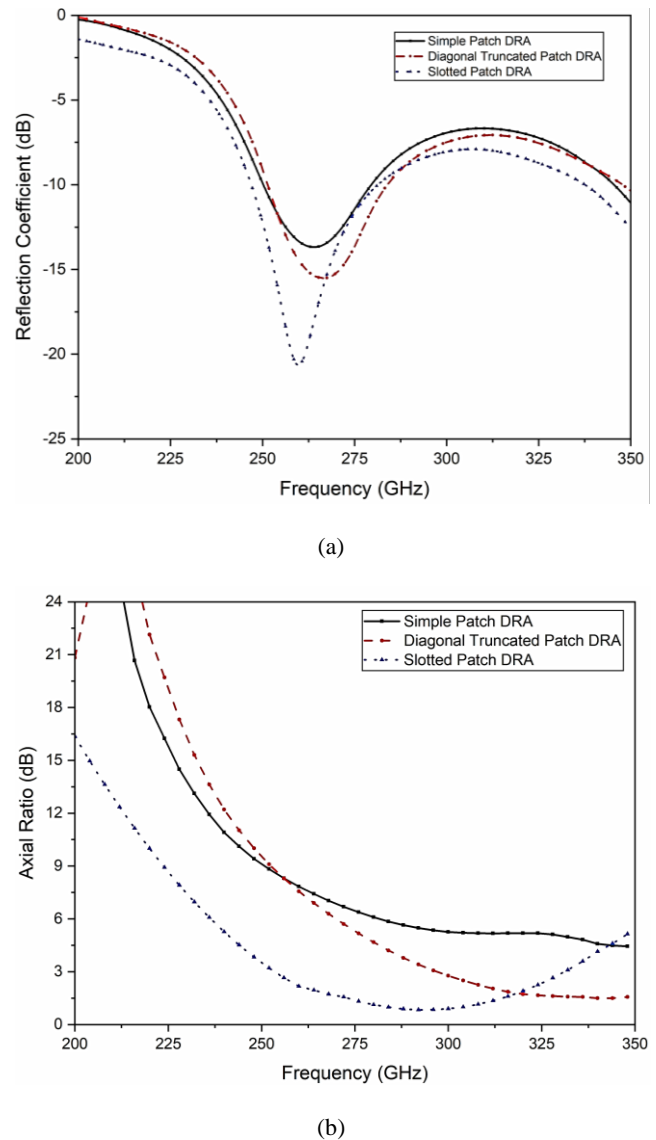 0
-5
-10
-15
-20
-25
Reflection Coefficient (dB)
Simple Patch DRA
Diagonal Truncated Patch DRA
Slotted Patch DRA
200 225 250 275 300 325 350
Frequency (GHz)
(a)
24
21
18
15
12
9
6
3
0
Axial Ratio (dB)
Simple Patch DRA
Diagonal Truncated Patch DRA
Slotted Patch DRA
200 225 250 275 300 325 350
Frequency (GHz)
(b)